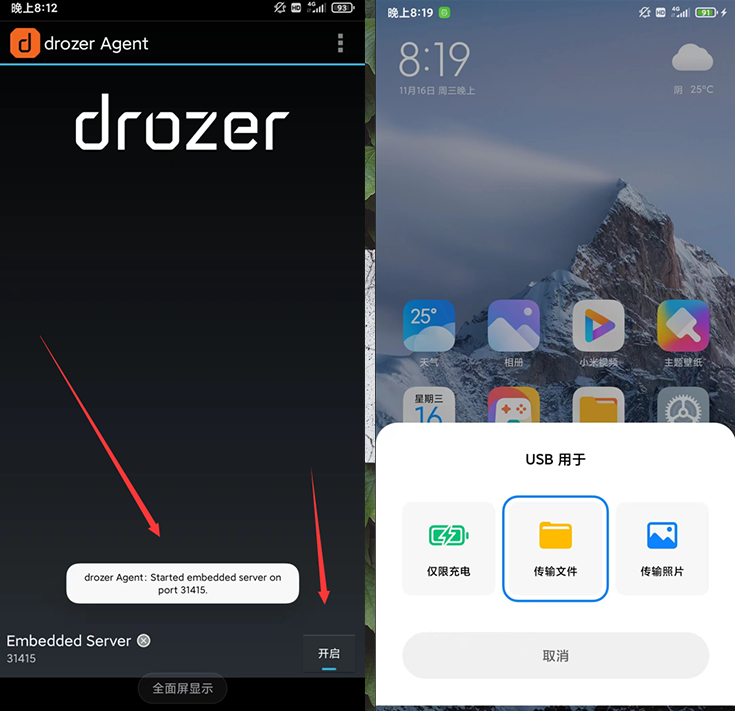 晚上8:12
4G
93
drozer Agent
drozer
drozer Agent: Started embedded server on
port 31415.
Embedded Server
31415
开启
全面屏显示
晚上8:19
4G
91
8:19
11月16日 周三晚上
阴 25°C
25°
天气
相册
小米视频
主题壁纸
星期三
16
USB 用于
仅限充电
传输文件
传输照片
取消